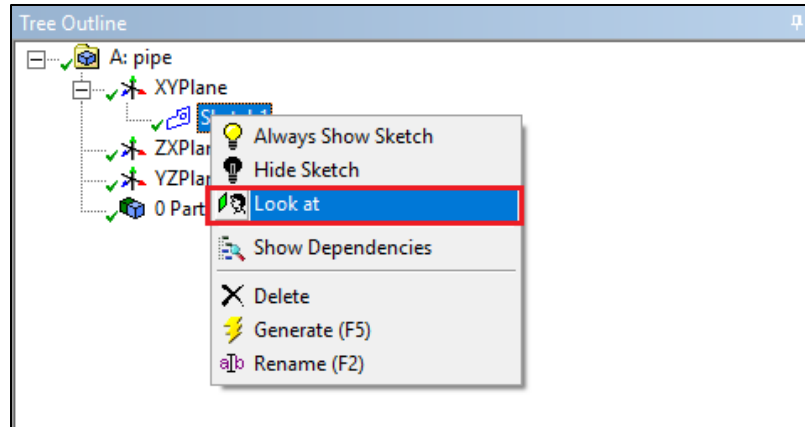 Tree Outline
A: pipe
XYPlane
Always Show Sketch
ZXPlan
Hide Sketch
YZPlan
Look at
0 Part
Show Dependencies
Delete
Generate (F5)
Rename (F2)